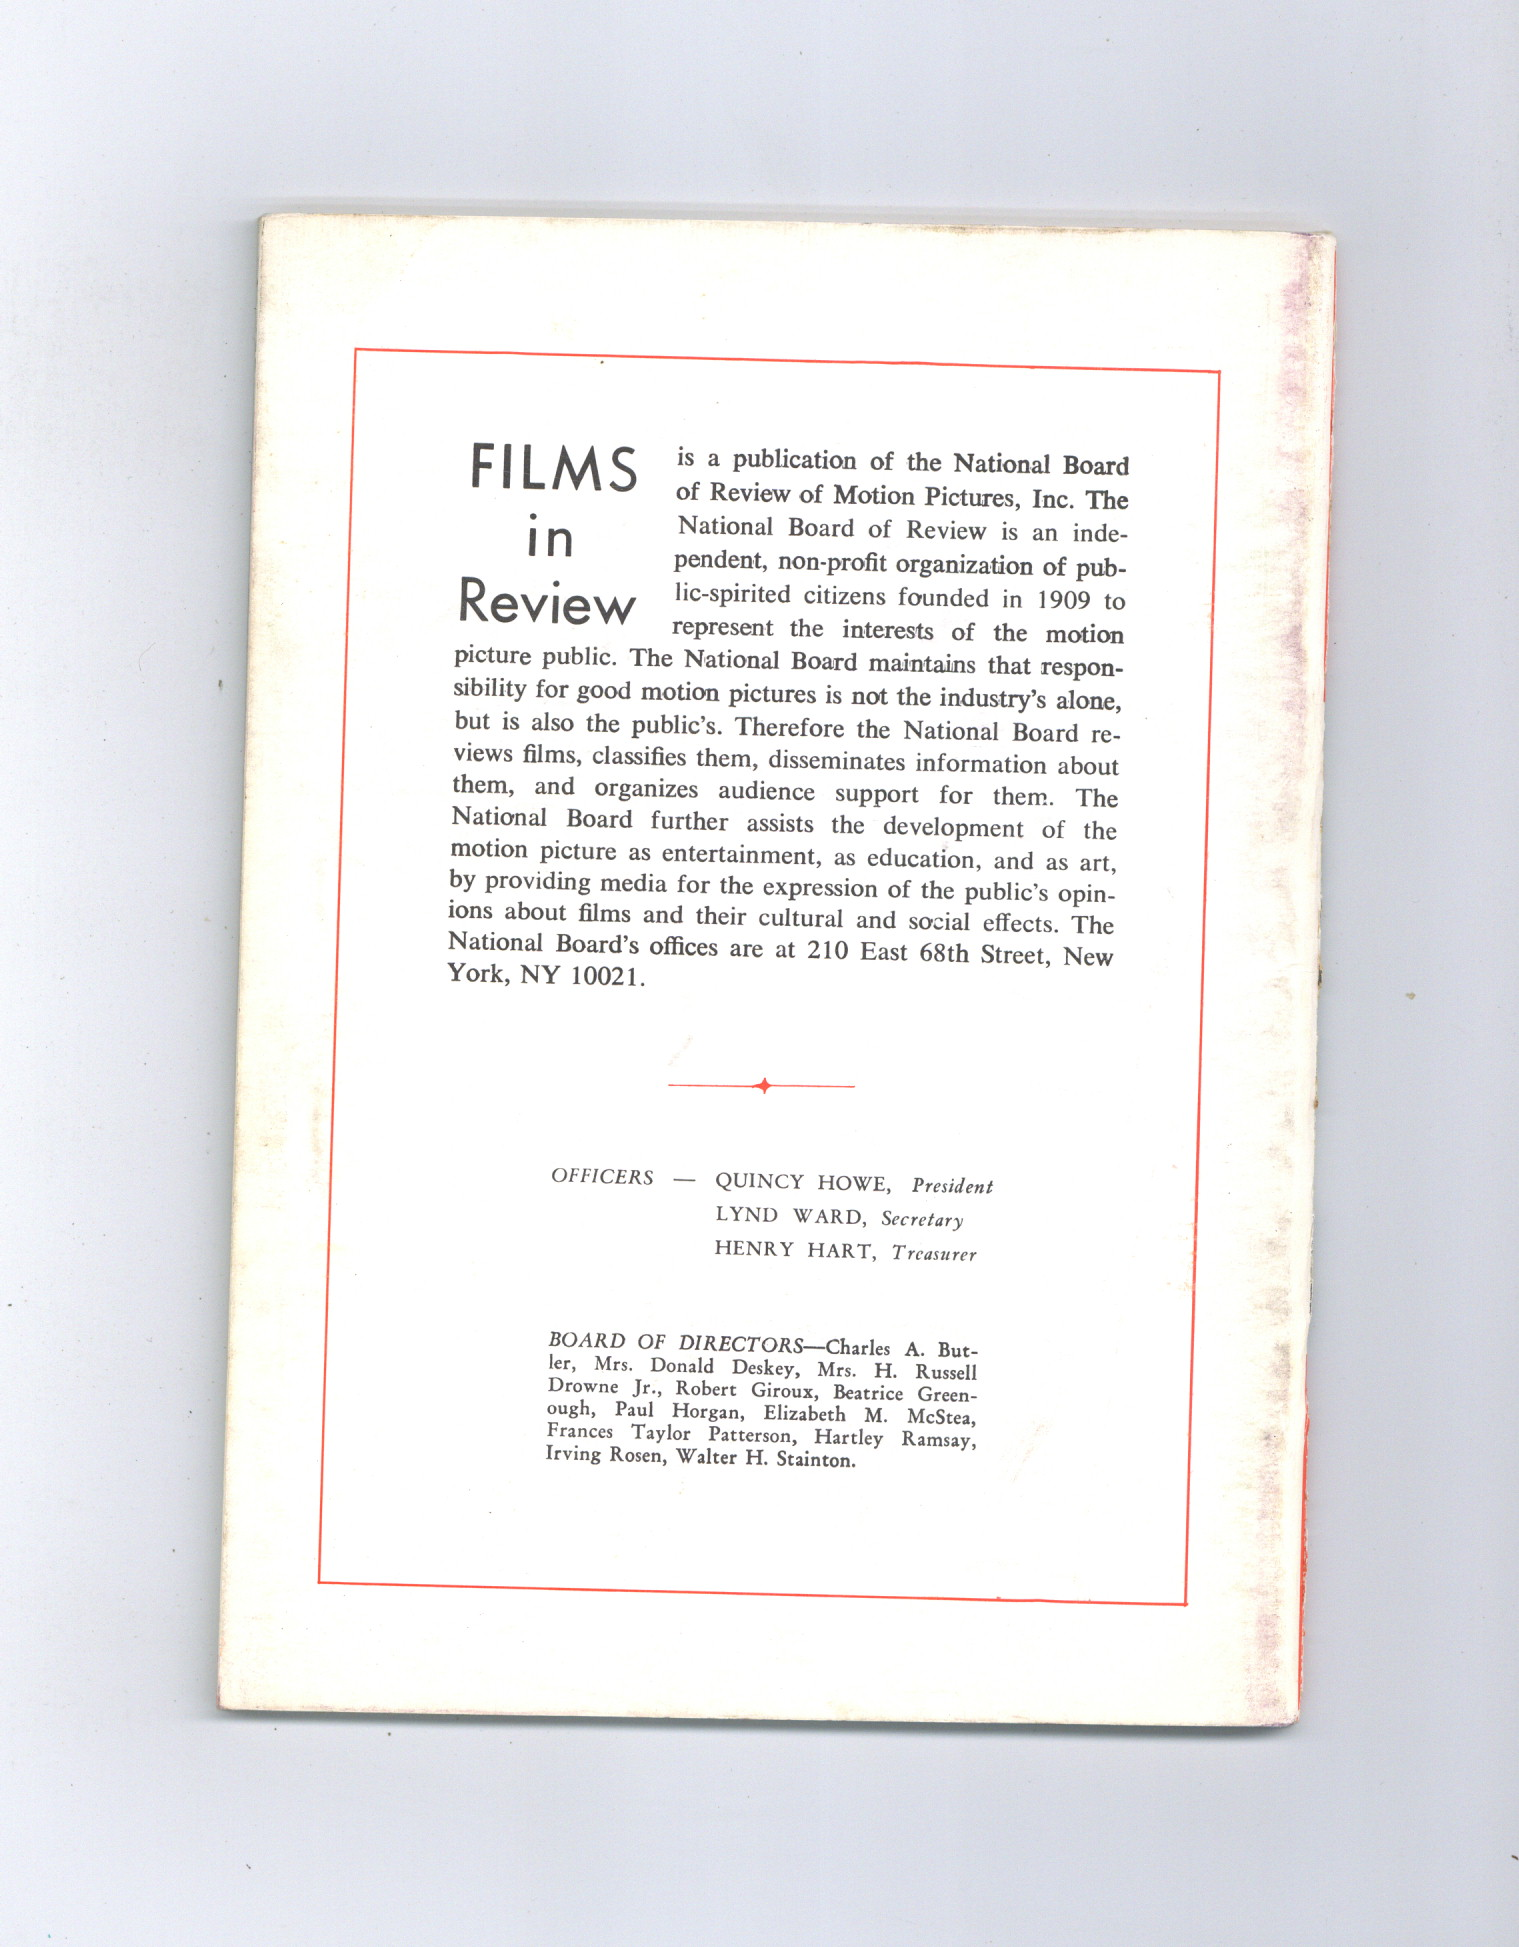 FILMS
in
Review
is a publication of the National Board
of Review of Motion Pictures, Inc. The
National Board of Review is an inde-
pendent, non-profit organization of pub-
lic-spirited citizens founded in 1909 to
represent the interests of the motion
picture public. The National Board maintains that respon-
sibility for good motion pictures is not the industry's alone,
but is also the public's. Therefore the National Board re-
views films, classifies them, disseminates information about
them, and organizes audience support for them. The
National Board further assists the development of the
motion picture as entertainment, as education, and as art,
by providing media for the expression of the public's opin-
ions about films and their cultural and social effects. The
National Board's offices are at 210 East 68th Street, New
York, NY 10021.
OFFICERS — QUINCY HOWE, President
LYND WARD, Secretary
HENRY HART, Treasurer
BOARD OF DIRECTORS—Charles A. But-
ler, Mrs. Donald Deskey, Mrs. H. Russell
Drowne Jr., Robert Giroux, Beatrice Green-
ough, Paul Horgan, Elizabeth M. McStea,
Frances Taylor Patterson, Hartley Ramsay,
Irving Rosen, Walter H. Stainton.